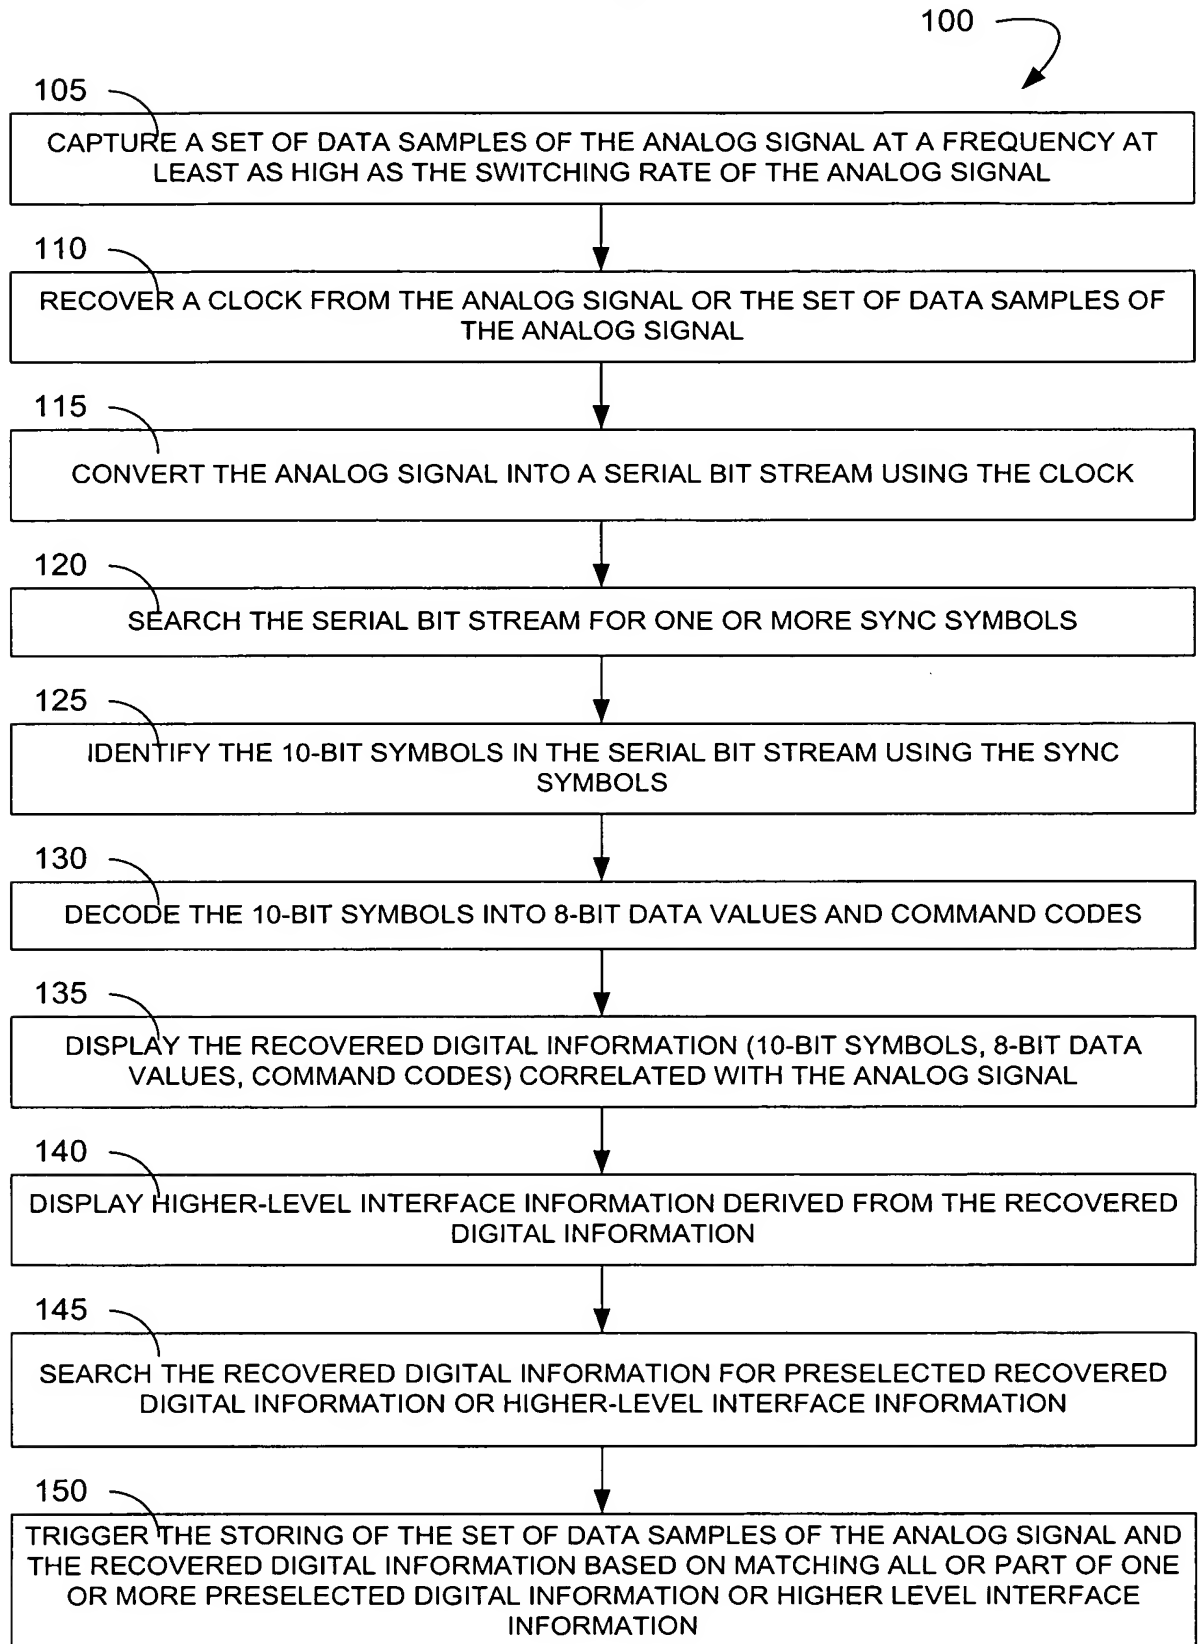 100
105
CAPTURE A SET OF DATA SAMPLES OF THE ANALOG SIGNAL AT A FREQUENCY AT
LEAST AS HIGH AS THE SWITCHING RATE OF THE ANALOG SIGNAL
110
RECOVER A CLOCK FROM THE ANALOG SIGNAL OR THE SET OF DATA SAMPLES OF
THE ANALOG SIGNAL
115
CONVERT THE ANALOG SIGNAL INTO A SERIAL BIT STREAM USING THE CLOCK
120
SEARCH THE SERIAL BIT STREAM FOR ONE OR MORE SYNC SYMBOLS
125
IDENTIFY THE 10-BIT SYMBOLS IN THE SERIAL BIT STREAM USING THE SYNC
SYMBOLS
130
DECODE THE 10-BIT SYMBOLS INTO 8-BIT DATA VALUES AND COMMAND CODES
135
DISPLAY THE RECOVERED DIGITAL INFORMATION (10-BIT SYMBOLS, 8-BIT DATA
VALUES, COMMAND CODES) CORRELATED WITH THE ANALOG SIGNAL
140
DISPLAY HIGHER-LEVEL INTERFACE INFORMATION DERIVED FROM THE RECOVERED
DIGITAL INFORMATION
145
SEARCH THE RECOVERED DIGITAL INFORMATION FOR PRESELECTED RECOVERED
DIGITAL INFORMATION OR HIGHER-LEVEL INTERFACE INFORMATION
150
TRIGGER THE STORING OF THE SET OF DATA SAMPLES OF THE ANALOG SIGNAL AND
THE RECOVERED DIGITAL INFORMATION BASED ON MATCHING ALL OR PART OF ONE
OR MORE PRESELECTED DIGITAL INFORMATION OR HIGHER LEVEL INTERFACE
INFORMATION